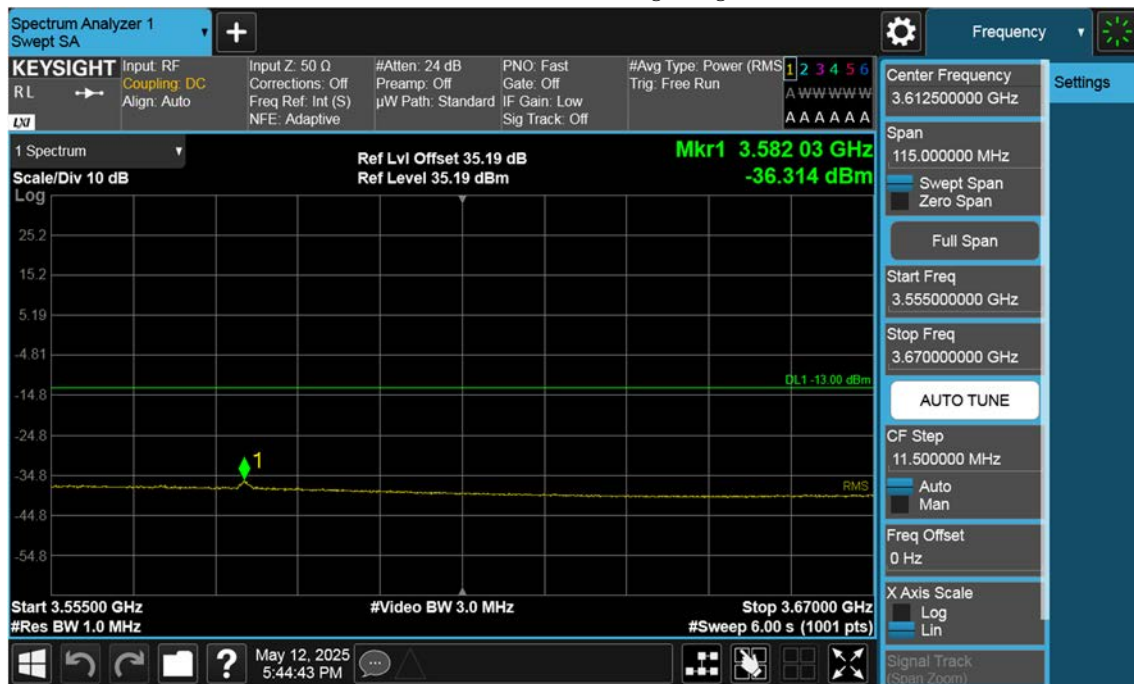 Spectrum Analyzer 1
Swept SA
Frequency
KEYSIGHT
R L
LXI
Input: RF
Coupling: DC
Align: Auto
Input Z: 50 Ω
Corrections: Off
Freq Ref: Int (S)
NFE: Adaptive
#Atten: 24 dB
Preamp: Off
µW Path: Standard
PNO: Fast
Gate: Off
IF Gain: Low
Sig Track: Off
#Avg Type: Power (RMS
Trig: Free Run
1 2 3 4 5 6
A W W W W W
A A A A A A
1 Spectrum
Scale/Div 10 dB
Ref Lvl Offset 35.19 dB
Ref Level 35.19 dBm
Mkr1 3.582 03 GHz
-36.314 dBm
Log
25.2
15.2
5.19
-4.81
DL1 -13.00 dBm
-14.8
-24.8
1
-34.8
RMS
-44.8
-54.8
Start 3.55500 GHz
#Res BW 1.0 MHz
#Video BW 3.0 MHz
Stop 3.67000 GHz
#Sweep 6.00 s (1001 pts)
Center Frequency
3.612500000 GHz
Settings
Span
115.000000 MHz
Swept Span
Zero Span
Full Span
Start Freq
3.555000000 GHz
Stop Freq
3.670000000 GHz
AUTO TUNE
CF Step
11.500000 MHz
Auto
Man
Freq Offset
0 Hz
X Axis Scale
Log
Lin
Signal Track
(Span Zoom)
?
May 12, 2025
5:44:43 PM